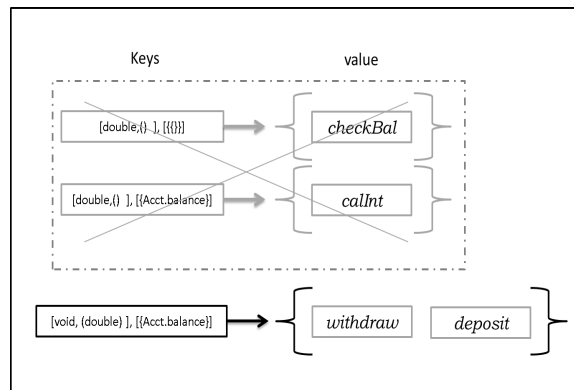 Keys value
[double,() ], [{{}}] checkBal
[double,() ], [{Acct.balance}] calInt
[void, (double) ], [{Acct.balance}] withdraw deposit